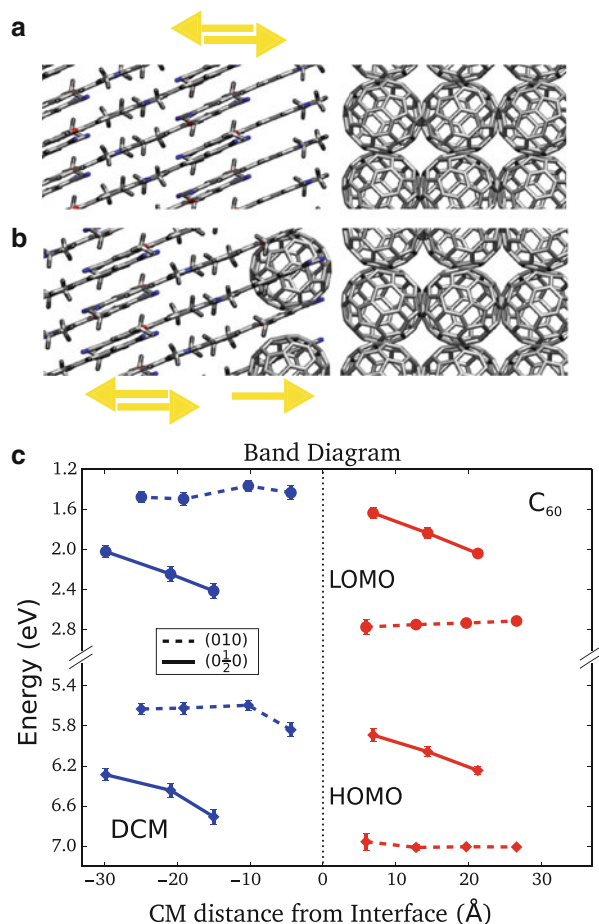 a
b
c
Band Diagram
1.2
1.6
2.0
2.4
2.8
5.4
5.8
6.2
6.6
7.0
Energy (eV)
C60
LOMO
(010)
(0½0)
HOMO
DCM
−30 −20 −10 0 10 20 30
CM distance from Interface (Å)